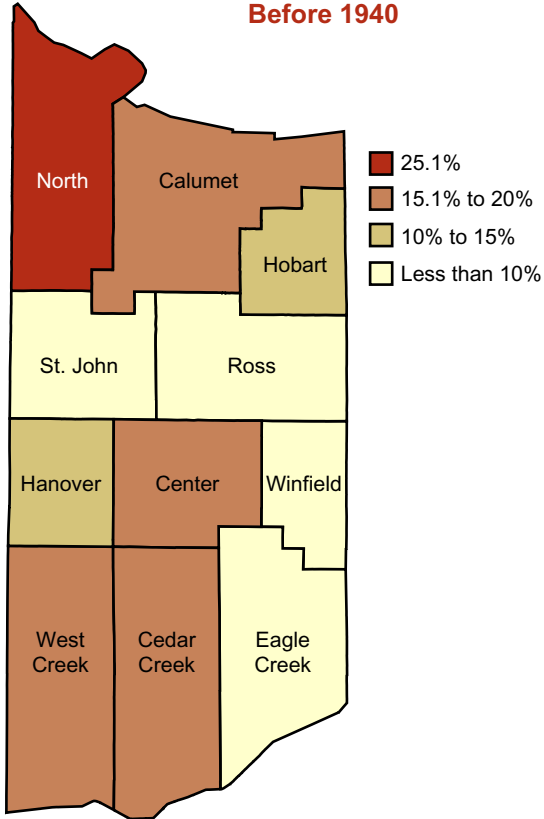 Before 1940
North
Calumet
Hobart
25.1%
15.1% to 20%
10% to 15%
Less than 10%
St. John
Ross
Hanover
Center
Winfield
West
Creek
Cedar
Creek
Eagle
Creek